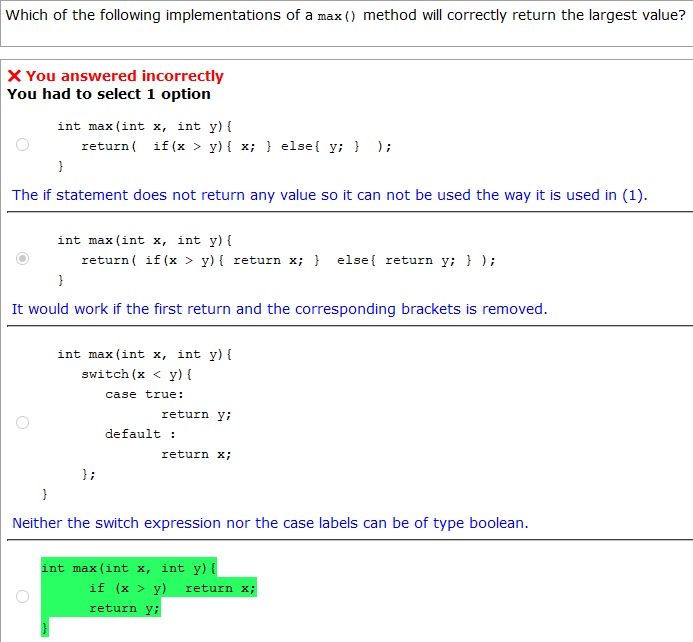 Which of the following implementations of a max() method will correctly return the largest value?
You answered incorrectly
You had to select 1 option
int max(int x, int y){
return( if(x > y){ x; } else{ y; } );
}
The if statement does not return any value so it can not be used the way it is used in (1).
int max(int x, int y){
return( if(x > y){ return x; } else{ return y; } );
}
It would work if the first return and the corresponding brackets is removed.
int max(int x, int y){
switch(x < y){
case true:
return y;
default :
return x;
};
}
Neither the switch expression nor the case labels can be of type boolean.
int max(int x, int y){
if (x > y) return x;
return y;
}